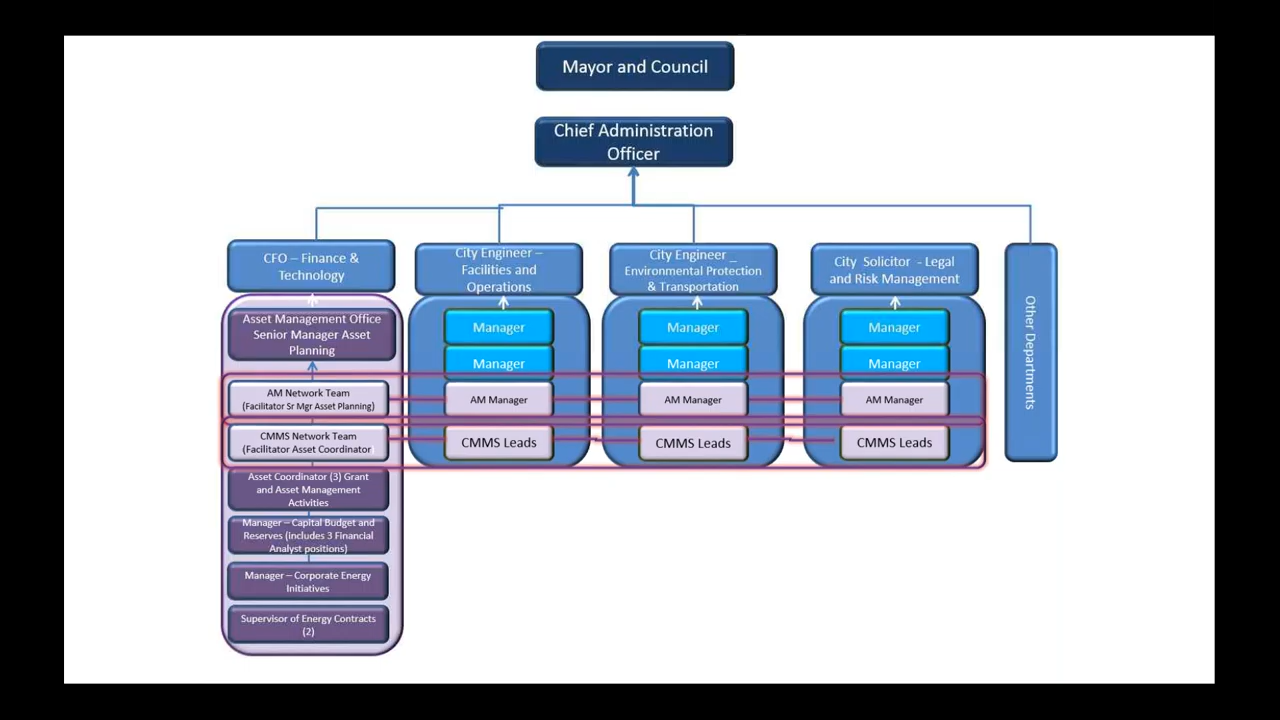 Mayor and Council
Chief Administration
Officer
CFO – Finance &
Technology
Asset Management Office
Senior Manager Asset
Planning
AM Network Team
(Facilitator Sr Mgr Asset Planning)
CMMS Network Team
(Facilitator Asset Coordinator
Asset Coordinator (3) Grant
and Asset Management
Activities
Manager – Capital Budget and
Reserves (includes 3 Financial
Analyst positions)
Manager – Corporate Energy
Initiatives
Supervisor of Energy Contracts
(2)
City Engineer –
Facilities and
Operations
Manager
Manager
AM Manager
CMMS Leads
City Engineer _
Environmental Protection
& Transportation
Manager
Manager
AM Manager
CMMS Leads
City Solicitor - Legal
and Risk Management
Manager
Manager
AM Manager
CMMS Leads
Other Departments